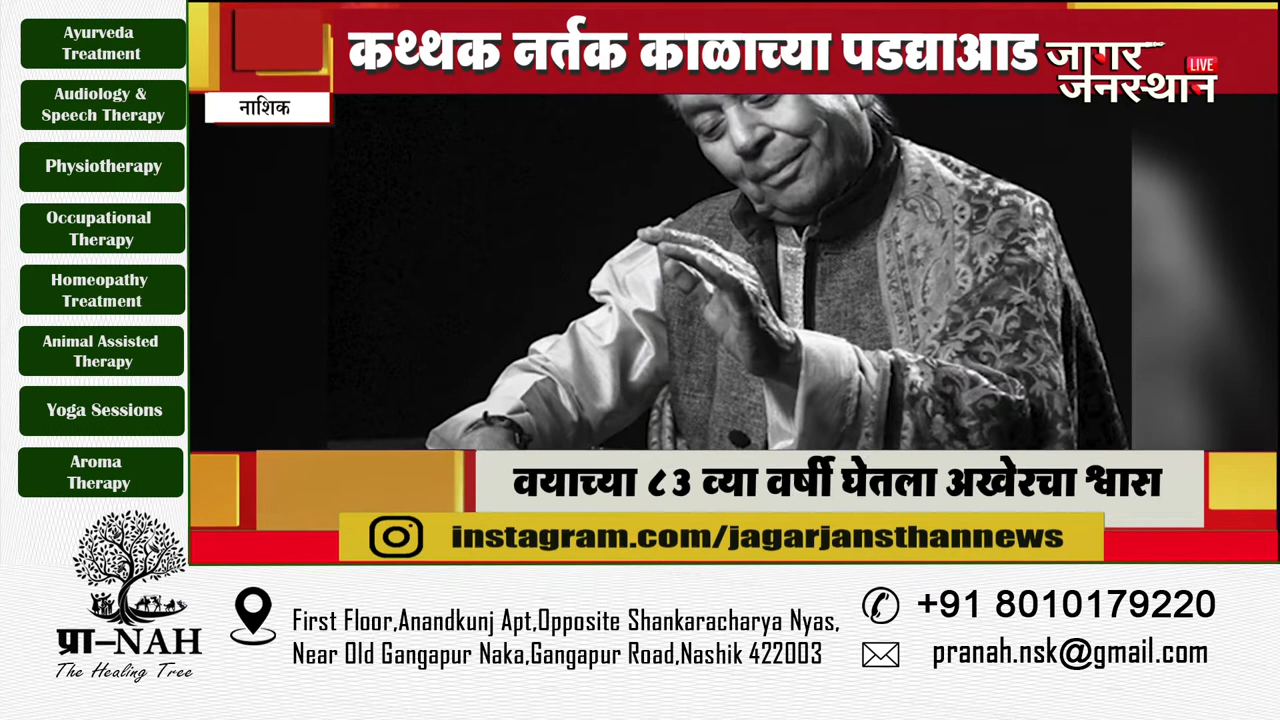 Ayurveda
Treatment
Audiology &
Speech Therapy
Physiotherapy
Occupational
Therapy
Homeopathy
Treatment
Animal Assisted
Therapy
Yoga Sessions
Aroma
Therapy
प्रा-NAH
The Healing Tree
कथ्थक नर्तक काळाच्या पडद्याआड
जागर
जनस्थान
LIVE
नाशिक
वयाच्या ८३ व्या वर्षी घेतला अखेरचा श्वास
instagram.com/jagarjansthannews
First Floor,Anandkunj Apt,Opposite Shankaracharya Nyas,
Near Old Gangapur Naka,Gangapur Road,Nashik 422003
+91 8010179220
pranah.nsk@gmail.com